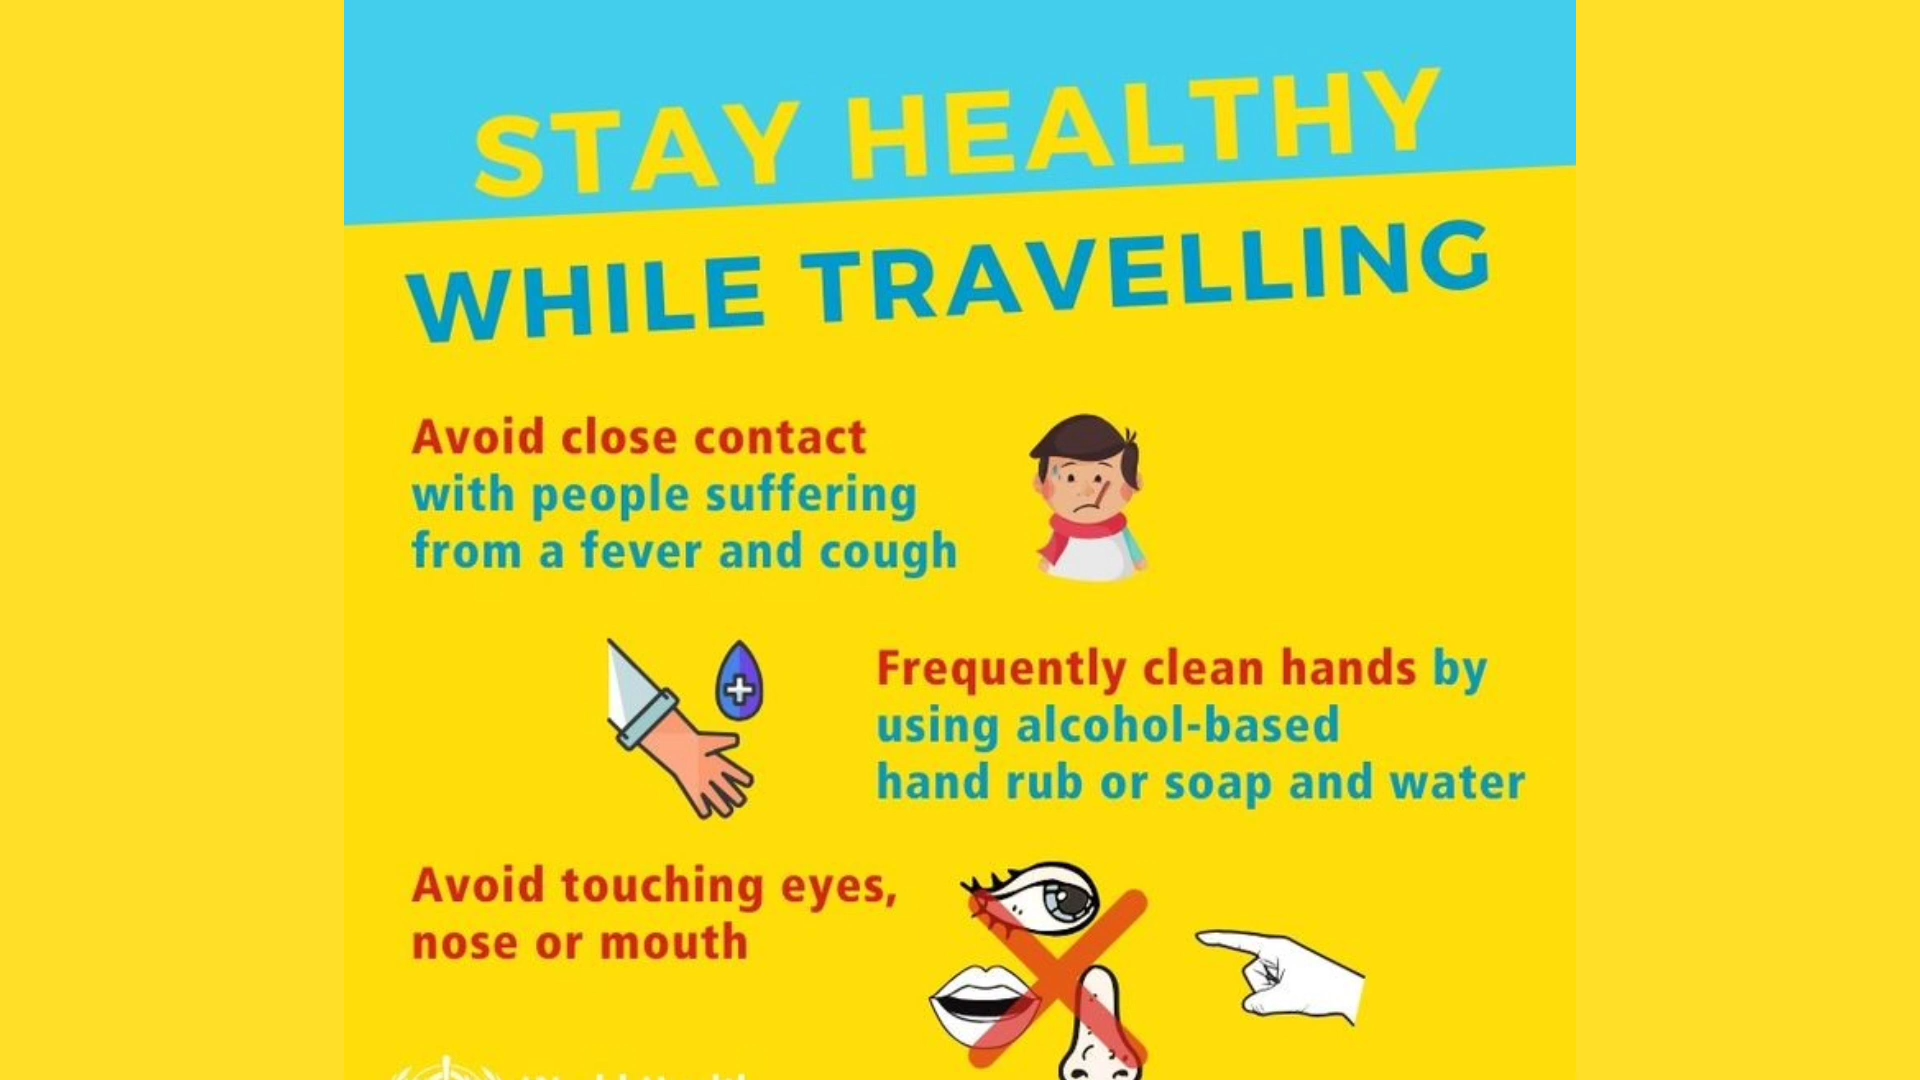 STAY HEALTHY
WHILE TRAVELLING
Avoid close contact
with people suffering
from a fever and cough
Frequently clean hands by
using alcohol-based
hand rub or soap and water
Avoid touching eyes,
nose or mouth